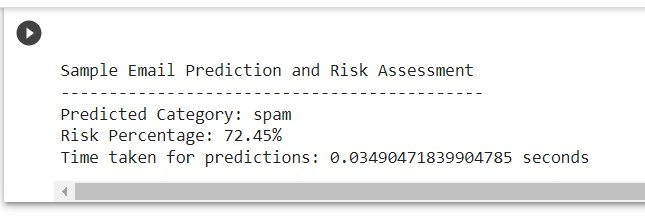 Sample Email Prediction and Risk Assessment
--------------------------------------------
Predicted Category: spam
Risk Percentage: 72.45%
Time taken for predictions: 0.03490471839904785 seconds